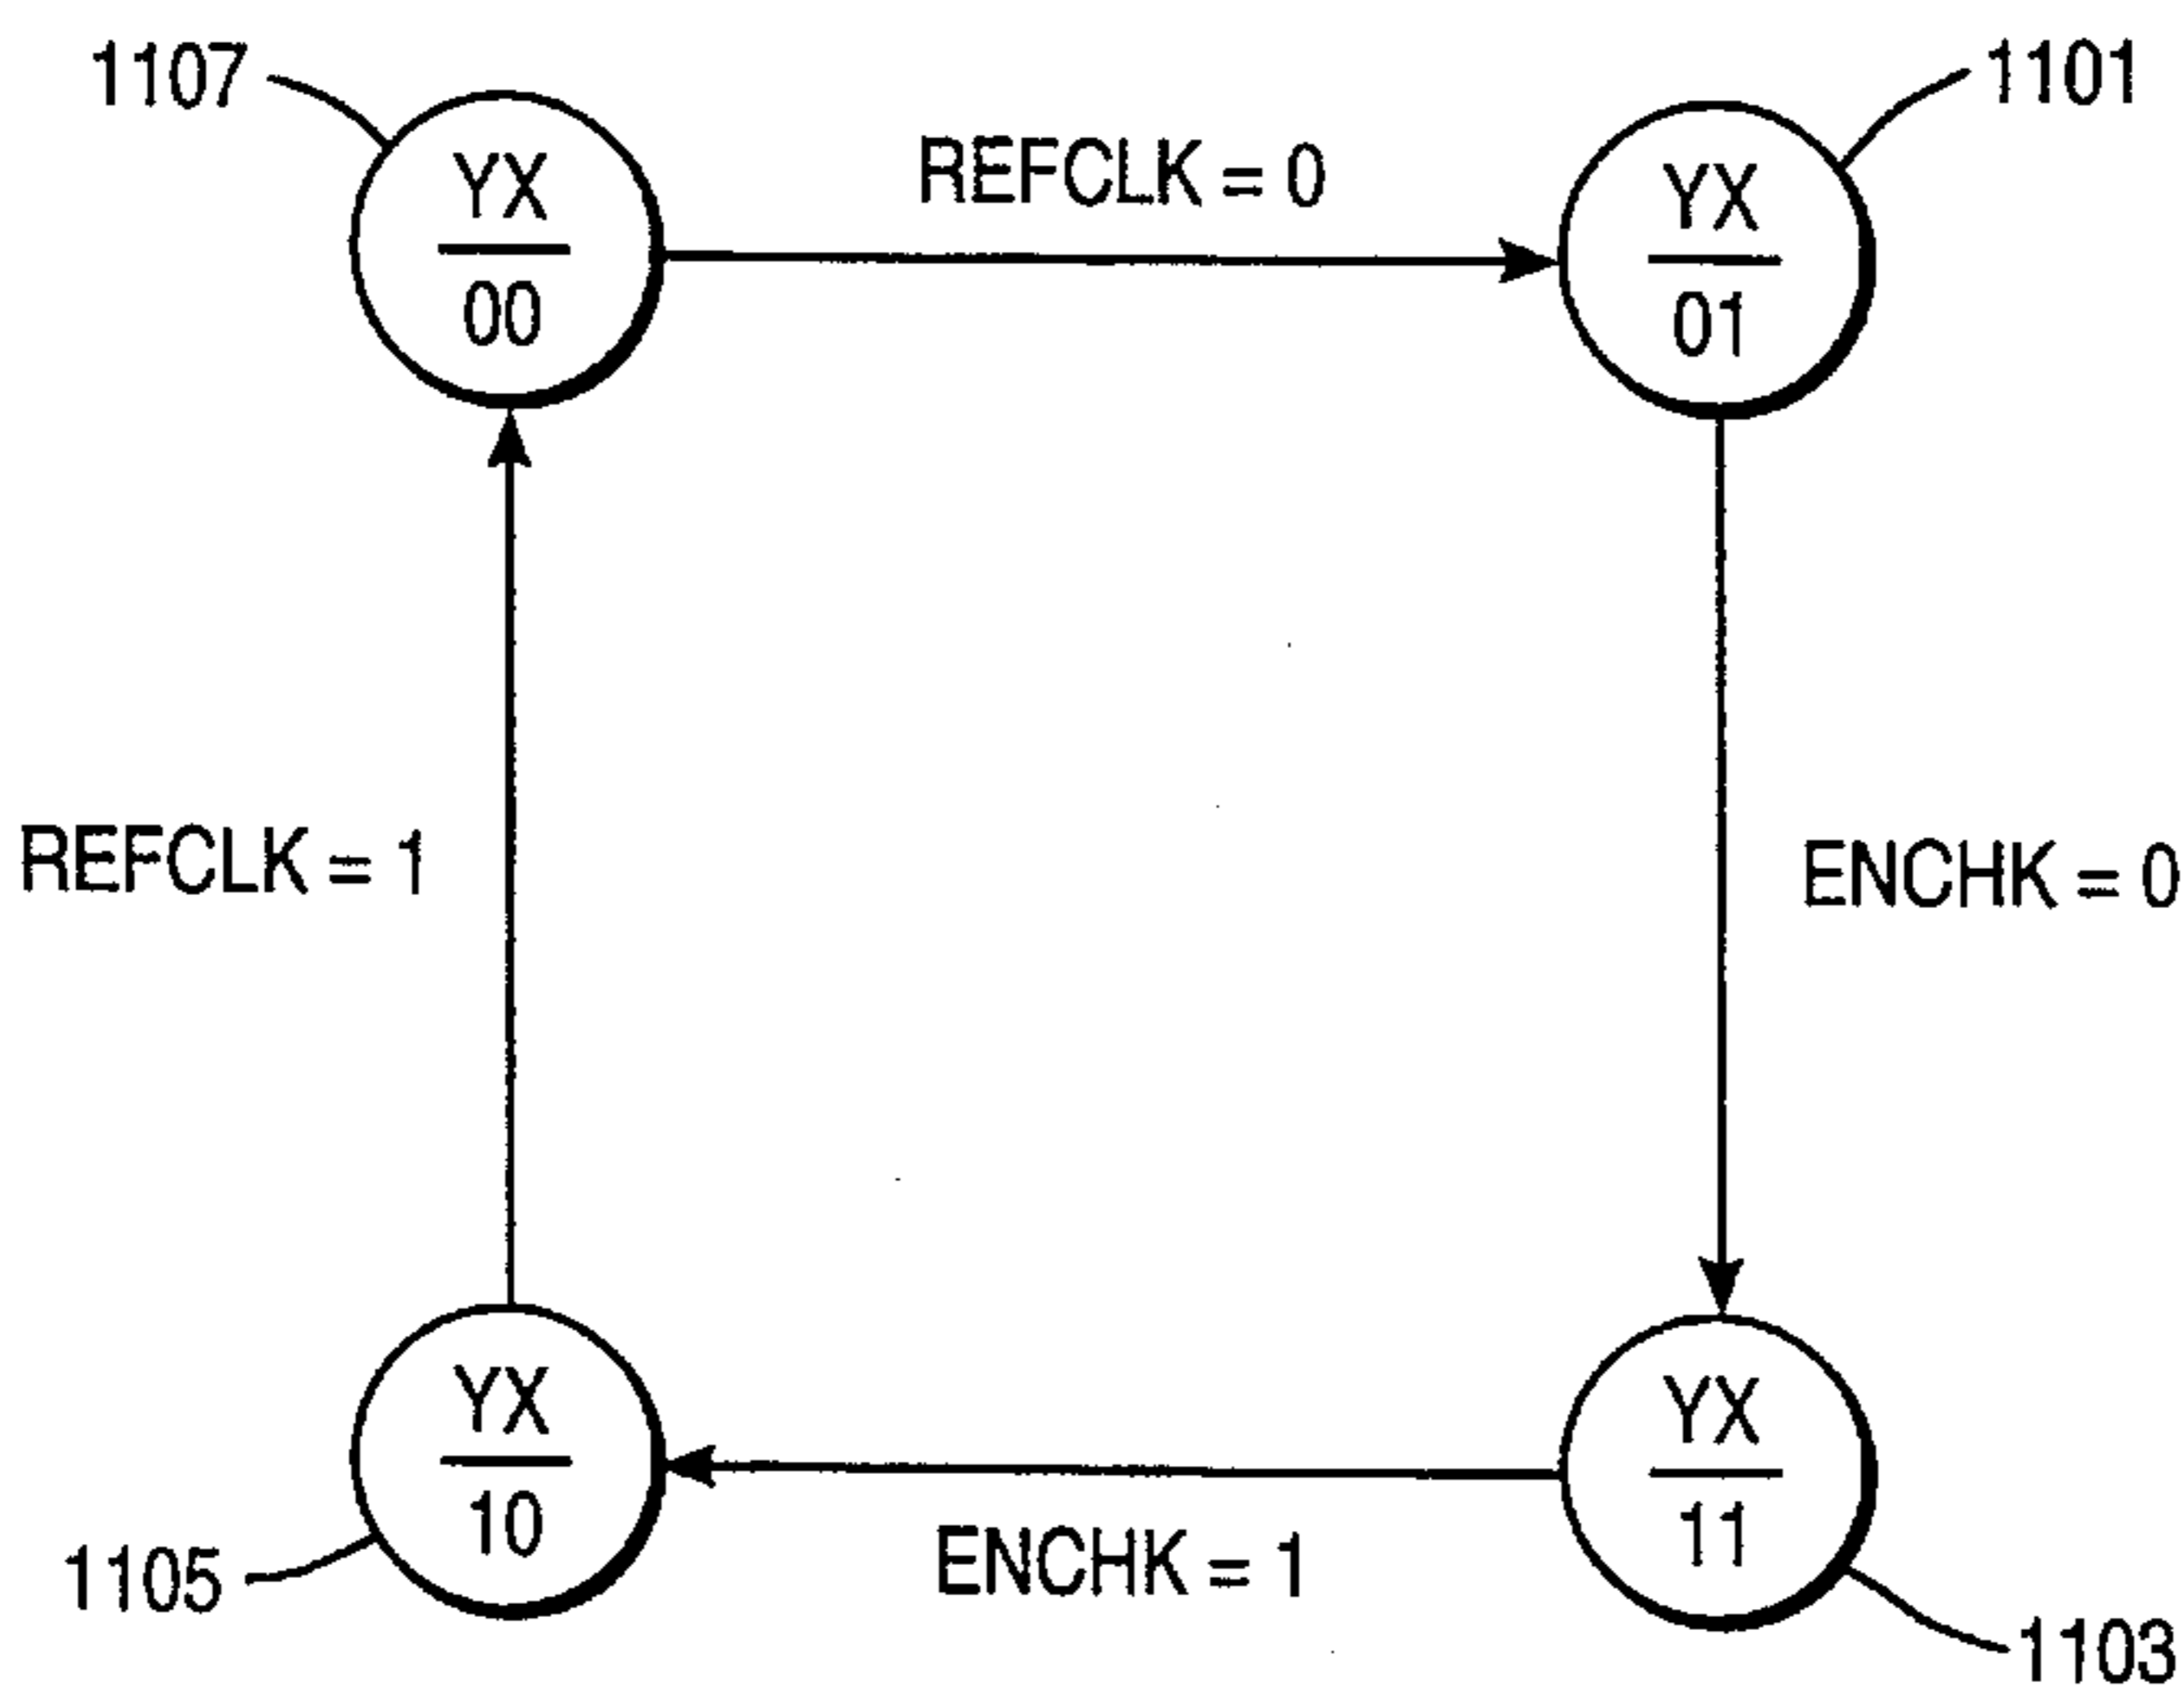 1107
1101
YX
00
REFCLK = 0
YX
01
REFCLK = 1
ENCHK = 0
YX
10
ENCHK = 1
YX
11
1105
1103